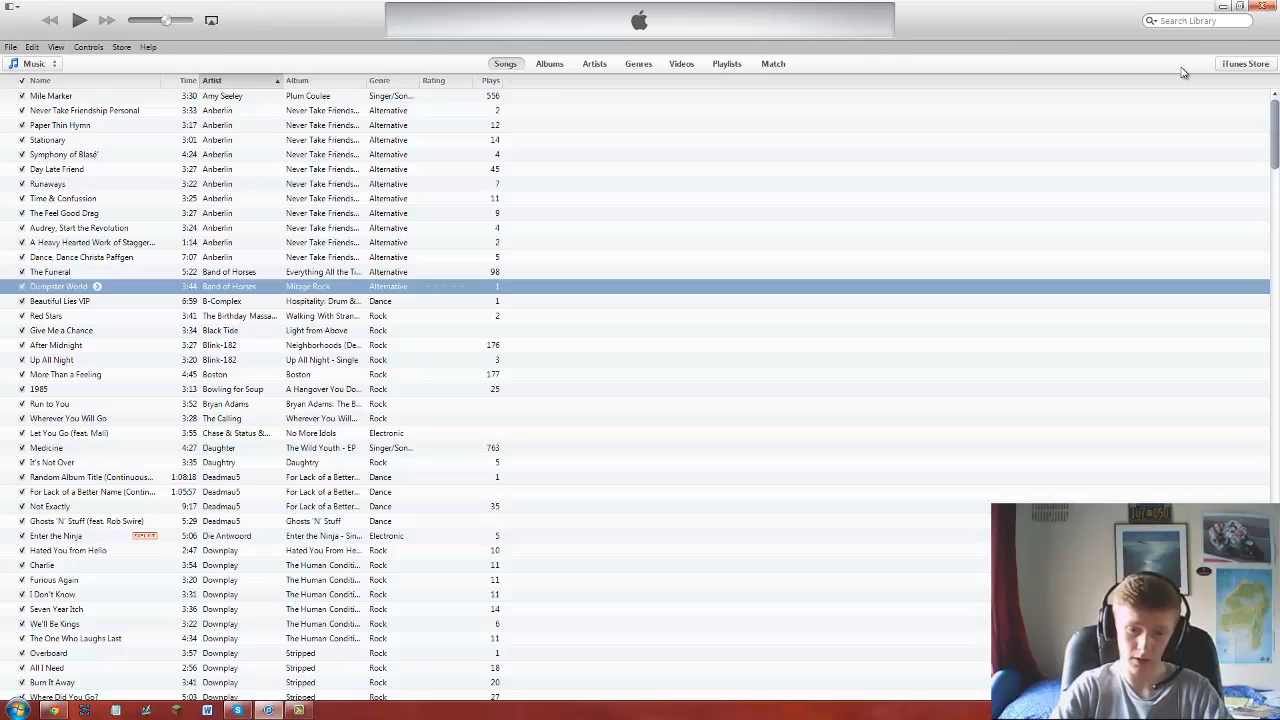 Search Library
File Edit View Controls Store Help
Music Songs Albums Artists Genres Videos Playlists Match iTunes Store
Name Time Artist Album Genre Rating Plays
Mile Marker 3:30 Amy Seeley Plum Coulee Singer/Son... 556
Never Take Friendship Personal 3:33 Anberlin Never Take Friends... Alternative 2
Paper Thin Hymn 3:17 Anberlin Never Take Friends... Alternative 12
Stationary 3:01 Anberlin Never Take Friends... Alternative 14
Symphony of Blasé' 4:24 Anberlin Never Take Friends... Alternative 4
Day Late Friend 3:27 Anberlin Never Take Friends... Alternative 45
Runaways 3:22 Anberlin Never Take Friends... Alternative 7
Time & Confussion 3:25 Anberlin Never Take Friends... Alternative 11
The Feel Good Drag 3:27 Anberlin Never Take Friends... Alternative 9
Audrey, Start the Revolution 3:24 Anberlin Never Take Friends... Alternative 4
A Heavy Hearted Work of Stagger... 1:14 Anberlin Never Take Friends... Alternative 2
Dance, Dance Christa Paffgen 7:07 Anberlin Never Take Friends... Alternative 5
The Funeral 5:22 Band of Horses Everything All the Ti... Alternative 98
Dumpster World 3:44 Band of Horses Mirage Rock Alternative 1
Beautiful Lies VIP 6:59 B-Complex Hospitality: Drum &... Dance 1
Red Stars 3:41 The Birthday Massa... Walking With Stran... Rock 2
Give Me a Chance 3:34 Black Tide Light from Above Rock
After Midnight 3:27 Blink-182 Neighborhoods (De... Rock 176
Up All Night 3:20 Blink-182 Up All Night - Single Rock 3
More Than a Feeling 4:45 Boston Boston Rock 177
1985 3:13 Bowling for Soup A Hangover You Do... Rock 25
Run to You 3:52 Bryan Adams Bryan Adams: The B... Rock
Wherever You Will Go 3:28 The Calling Wherever You Will... Rock
Let You Go (feat. Mali) 3:55 Chase & Status &... No More Idols Electronic
Medicine 4:27 Daughter The Wild Youth - EP Singer/Son... 763
It's Not Over 3:35 Daughtry Daughtry Rock 5
Random Album Title (Continuous... 1:08:18 Deadmau5 For Lack of a Better... Dance 1
For Lack of a Better Name (Contin... 1:05:57 Deadmau5 For Lack of a Better... Dance
Not Exactly 9:17 Deadmau5 For Lack of a Better... Dance 35
Ghosts 'N' Stuff (feat. Rob Swire) 5:29 Deadmau5 Ghosts 'N' Stuff Dance
Enter the Ninja EXPLICIT 5:06 Die Antwoord Enter the Ninja - Sin... Electronic 5
Hated You from Hello 2:47 Downplay Hated You From He... Rock 10
Charlie 3:54 Downplay The Human Conditi... Rock 11
Furious Again 3:20 Downplay The Human Conditi... Rock 11
I Don't Know 3:31 Downplay The Human Conditi... Rock 11
Seven Year Itch 3:36 Downplay The Human Conditi... Rock 14
We'll Be Kings 3:22 Downplay The Human Conditi... Rock 6
The One Who Laughs Last 4:34 Downplay The Human Conditi... Rock 11
Overboard 3:57 Downplay Stripped Rock 1
All I Need 2:56 Downplay Stripped Rock 18
Burn It Away 3:41 Downplay Stripped Rock 20
Where Did You Go? 5:03 Downplay Stripped Rock 27